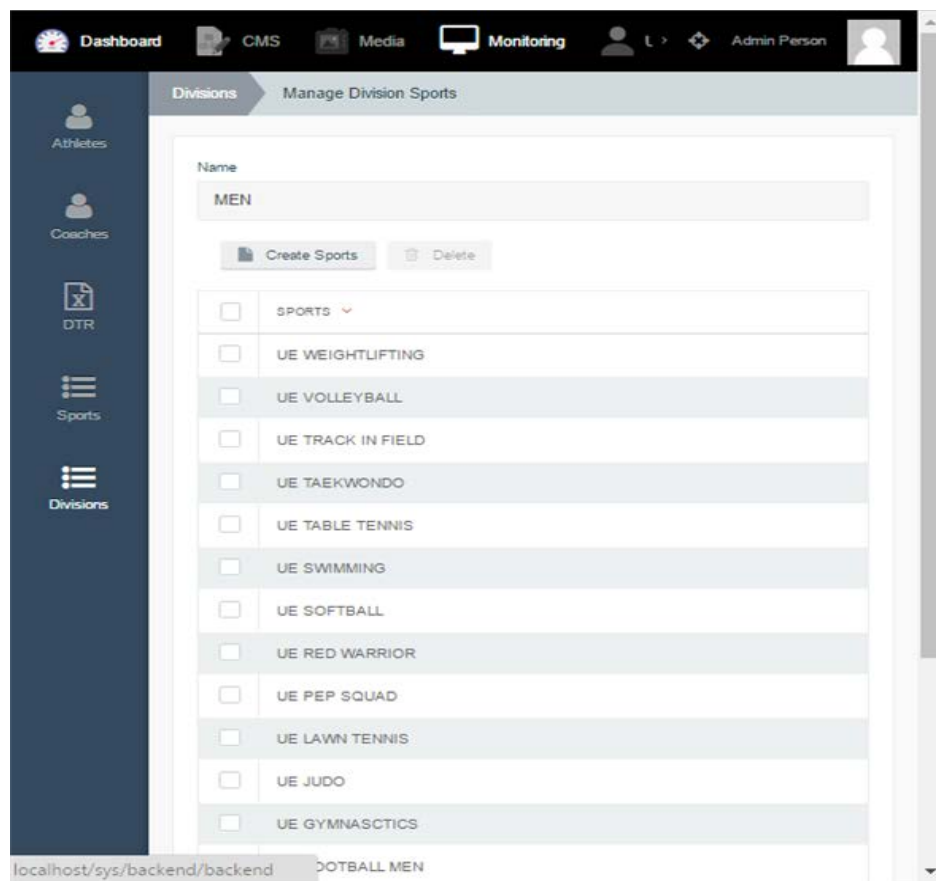 Dashboard CMS Media Monitoring L > Admin Person
Divisions Manage Division Sports
Athletes
Coaches
DTR
Sports
Divisions
Name
MEN
Create Sports Delete
SPORTS
UE WEIGHTLIFTING
UE VOLLEYBALL
UE TRACK IN FIELD
UE TAEKWONDO
UE TABLE TENNIS
UE SWIMMING
UE SOFTBALL
UE RED WARRIOR
UE PEP SQUAD
UE LAWN TENNIS
UE JUDO
UE GYMNASCTICS
OOTBALL MEN
localhost/sys/backend/backend